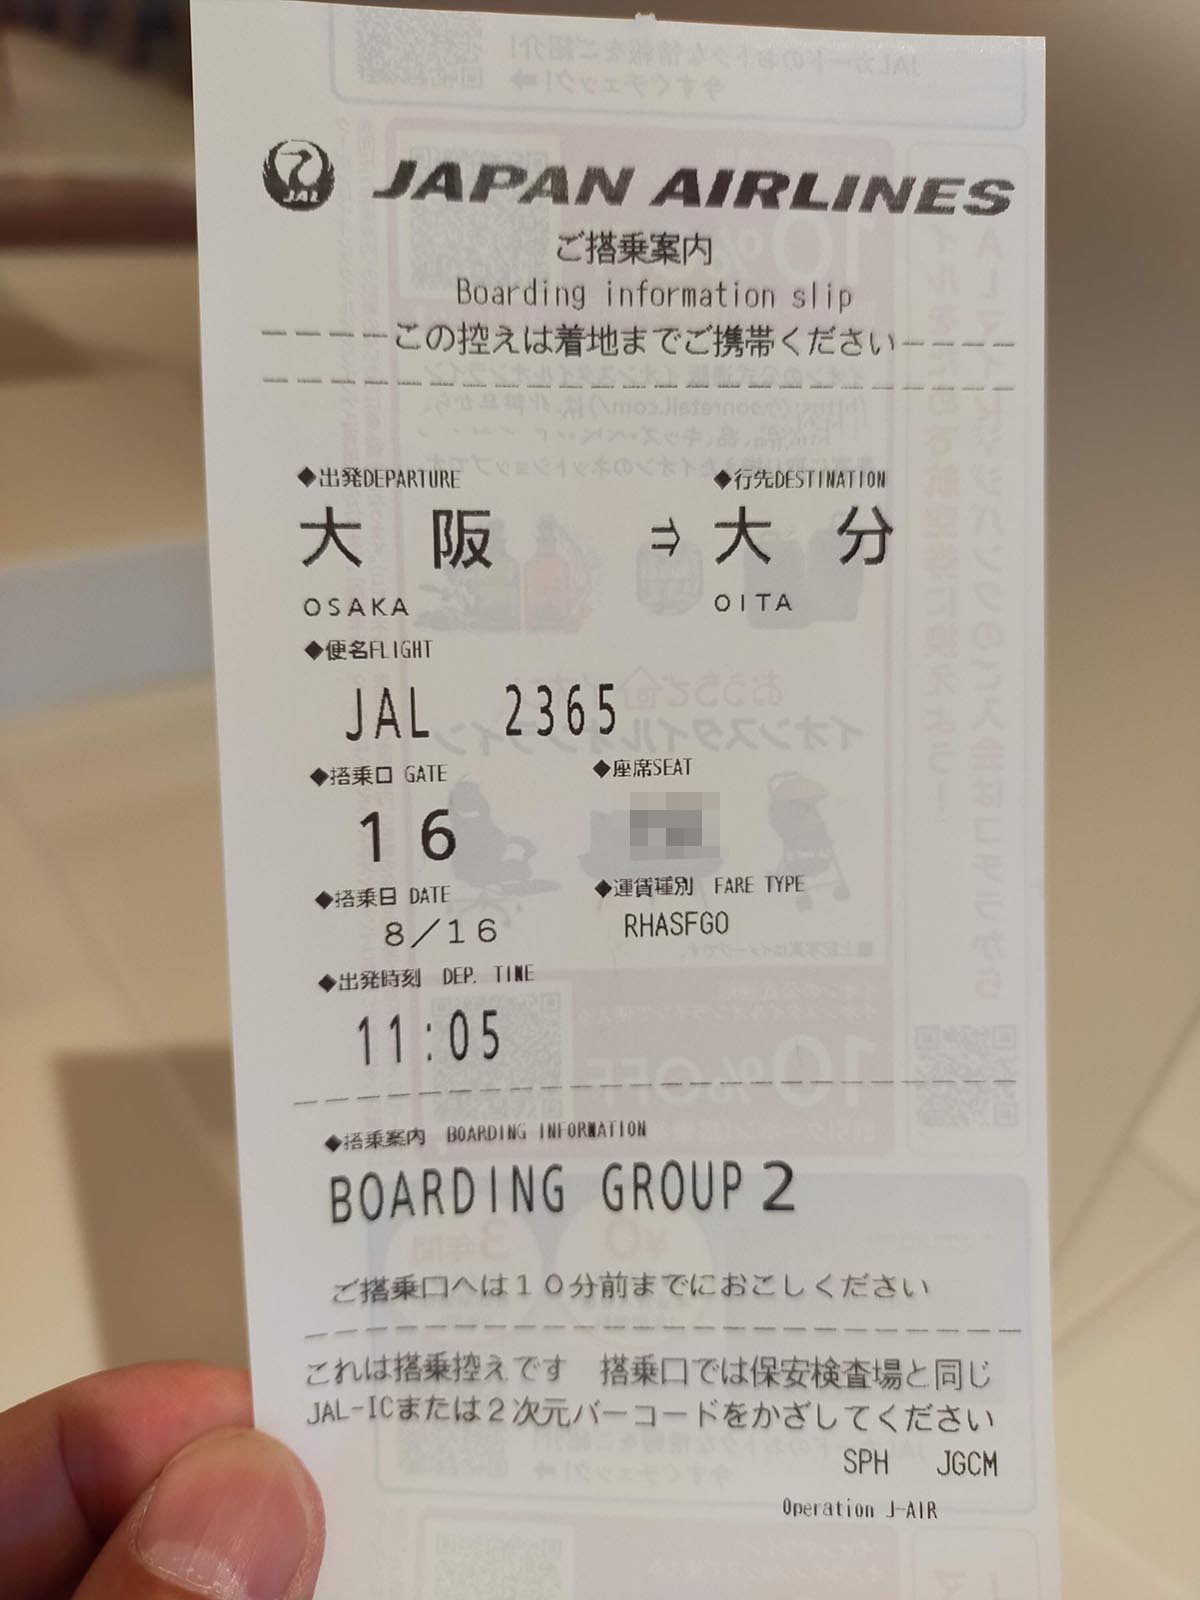 JAL JAPAN AIRLINES
ご搭乗案内
Boarding information slip
----この控えは着地までご携帯ください----
◆出発DEPARTURE ◆行先DESTINATION
大阪 ⇒ 大分
OSAKA OITA
◆便名FLIGHT
JAL 2365
◆搭乗口 GATE ◆座席SEAT
16
◆搭乗日 DATE ◆運賃種別 FARE TYPE
8/16 RHASFGO
◆出発時刻 DEP. TIME
11:05
◆搭乗案内 BOARDING INFORMATION
BOARDING GROUP 2
ご搭乗口へは10分前までにおこしください
これは搭乗控えです 搭乗口では保安検査場と同じ
JAL-ICまたは2次元バーコードをかざしてください
SPH JGCM
Operation J-AIR